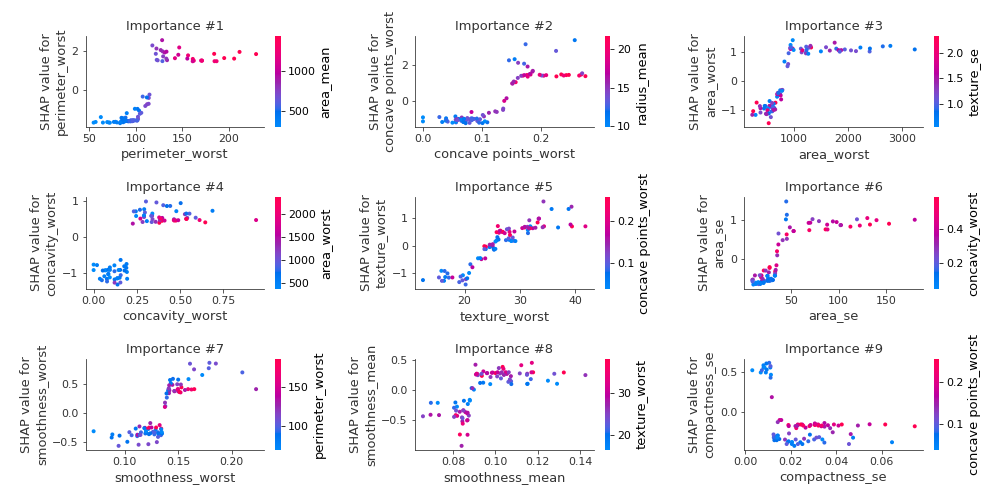 Importance #1
SHAP value for
perimeter_worst
2
0
50
100
150
200
perimeter_worst
1000
500
area_mean
Importance #2
SHAP value for
concave points_worst
2
0
0.0
0.1
0.2
concave points_worst
20
15
10
radius_mean
Importance #3
SHAP value for
area_worst
1
0
−1
1000
2000
3000
area_worst
2.0
1.5
1.0
texture_se
Importance #4
SHAP value for
concavity_worst
1
−1
0.00
0.25
0.50
0.75
concavity_worst
2000
1500
1000
500
area_worst
Importance #5
SHAP value for
texture_worst
1
0
−1
20
30
40
texture_worst
0.2
0.1
concave points_worst
Importance #6
SHAP value for
area_se
1
0
50
100
150
area_se
0.4
0.2
concavity_worst
Importance #7
SHAP value for
smoothness_worst
0.5
0.0
−0.5
0.10
0.15
0.20
smoothness_worst
150
100
perimeter_worst
Importance #8
SHAP value for
smoothness_mean
0.5
0.0
−0.5
0.08
0.10
0.12
0.14
smoothness_mean
30
20
texture_worst
Importance #9
SHAP value for
compactness_se
0.5
0.0
0.00
0.02
0.04
0.06
compactness_se
0.2
0.1
concave points_worst